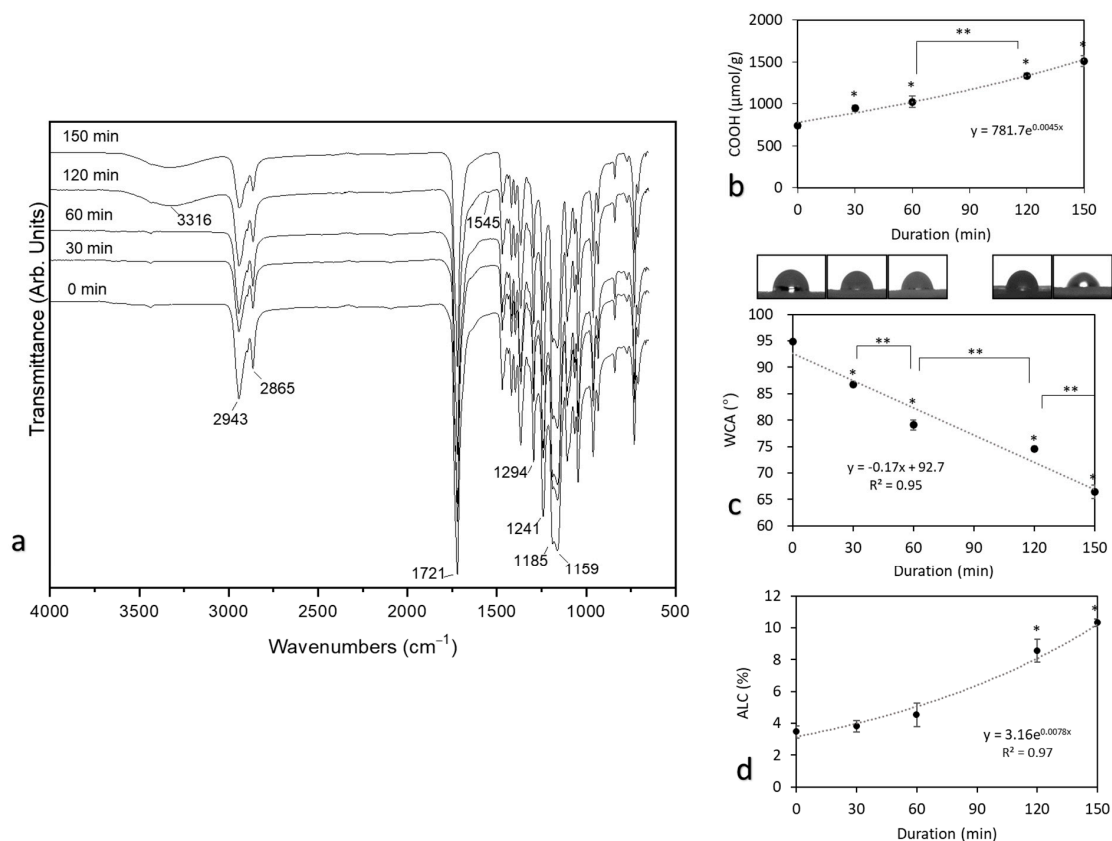 a
Transmittance (Arb. Units)
150 min
120 min
60 min
30 min
0 min
3316
1545
2943
2865
1294
1241
1185
1159
1721
4000 3500 3000 2500 2000 1500 1000 500
Wavenumbers (cm⁻¹)
b
COOH (µmol/g)
2000
1500
1000
500
0
* * ** * *
y = 781.7e^0.0045x
0 30 60 90 120 150
Duration (min)
c
WCA (°)
100
95
90
85
80
75
70
65
60
* ** * ** * ** *
y = -0.17x + 92.7
R² = 0.95
0 30 60 90 120 150
Duration (min)
d
ALC (%)
12
10
8
6
4
2
0
* *
y = 3.16e^0.0078x
R² = 0.97
0 30 60 90 120 150
Duration (min)